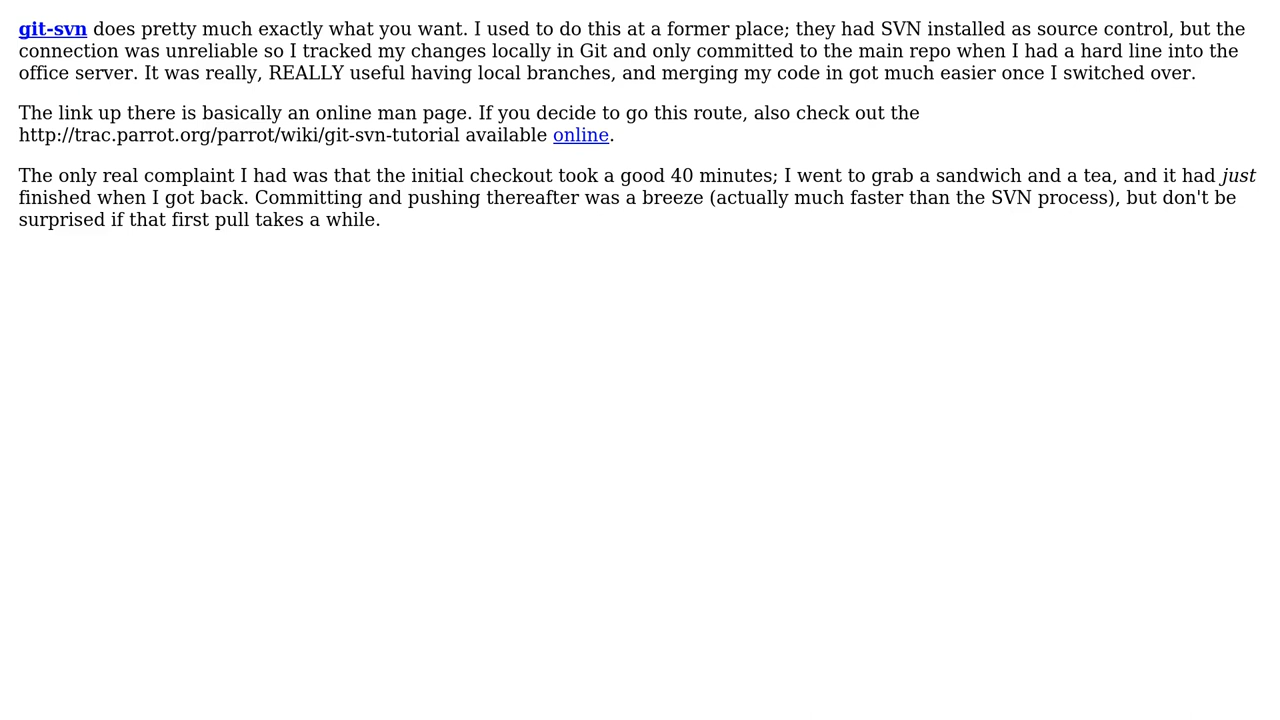 git-svn does pretty much exactly what you want. I used to do this at a former place; they had SVN installed as source control, but the
connection was unreliable so I tracked my changes locally in Git and only committed to the main repo when I had a hard line into the
office server. It was really, REALLY useful having local branches, and merging my code in got much easier once I switched over.
The link up there is basically an online man page. If you decide to go this route, also check out the
http://trac.parrot.org/parrot/wiki/git-svn-tutorial available online.
The only real complaint I had was that the initial checkout took a good 40 minutes; I went to grab a sandwich and a tea, and it had just
finished when I got back. Committing and pushing thereafter was a breeze (actually much faster than the SVN process), but don't be
surprised if that first pull takes a while.